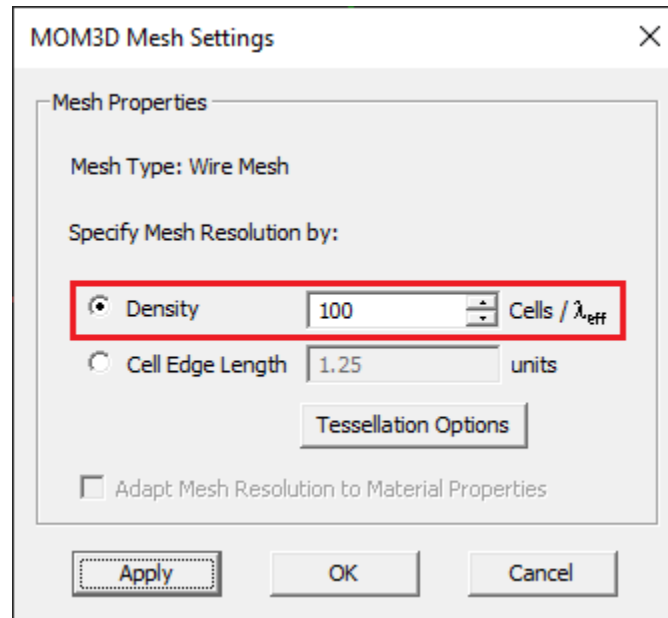 MOM3D Mesh Settings
Mesh Properties
Mesh Type: Wire Mesh
Specify Mesh Resolution by:
Density 100 Cells / λeff
Cell Edge Length 1.25 units
Tessellation Options
Adapt Mesh Resolution to Material Properties
Apply OK Cancel